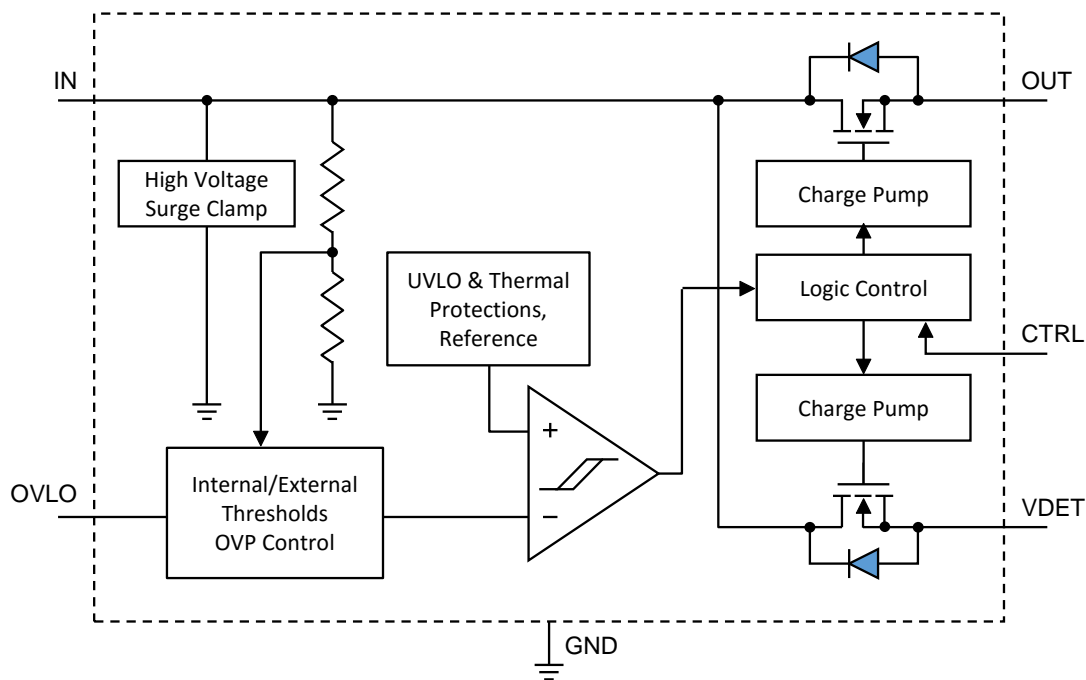 IN
OUT
High Voltage
Surge Clamp
Charge Pump
UVLO & Thermal
Protections,
Reference
Logic Control
CTRL
Charge Pump
+
Internal/External
Thresholds
OVP Control
OVLO
−
VDET
GND